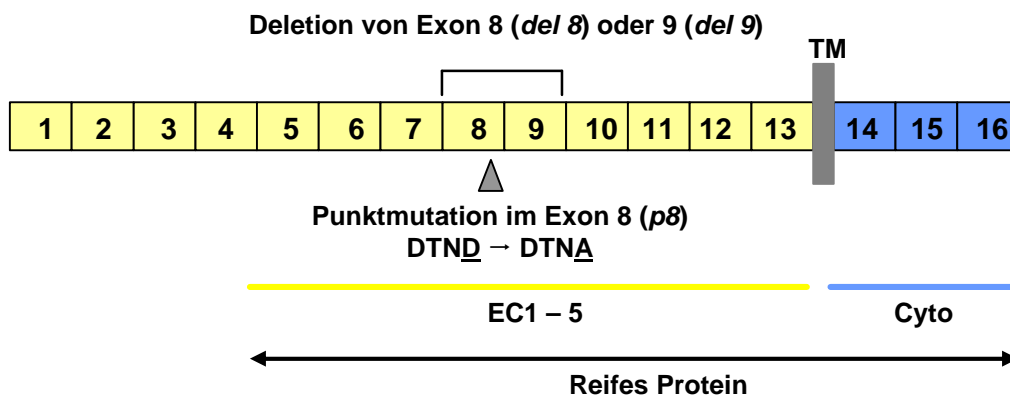 Deletion von Exon 8 (del 8) oder 9 (del 9)
TM
1 2 3 4 5 6 7 8 9 10 11 12 13 14 15 16
Punktmutation im Exon 8 (p8)
DTND → DTNA
EC1 – 5 Cyto
Reifes Protein